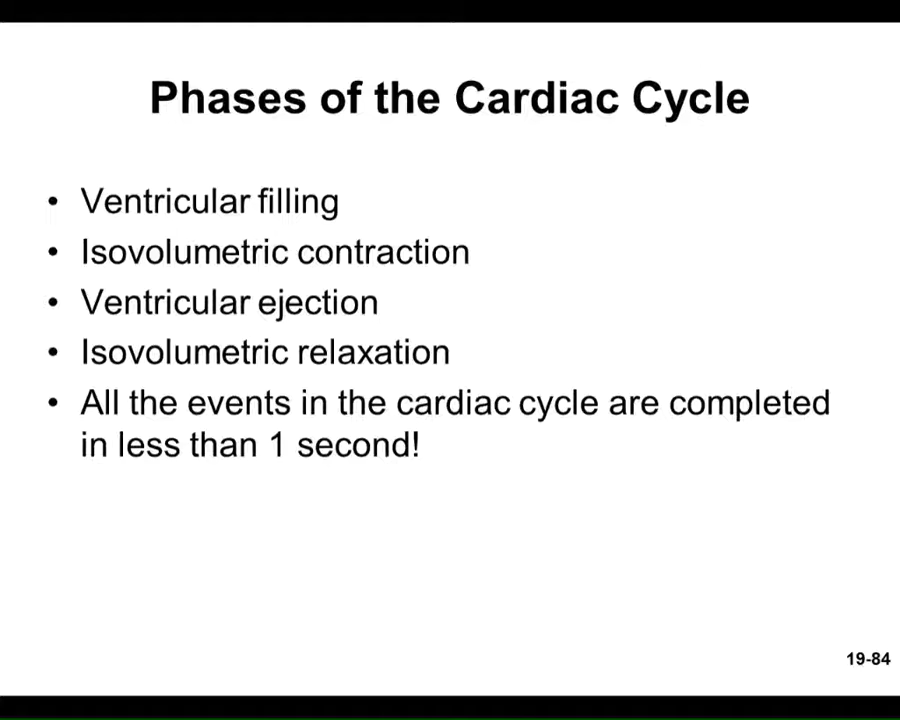 Phases of the Cardiac Cycle
• Ventricular filling
• Isovolumetric contraction
• Ventricular ejection
• Isovolumetric relaxation
• All the events in the cardiac cycle are completed
in less than 1 second!
19-84